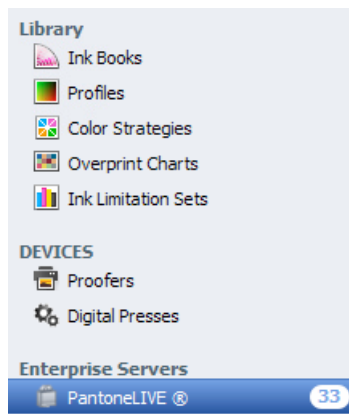 Library
Ink Books
Profiles
Color Strategies
Overprint Charts
Ink Limitation Sets
DEVICES
Proofers
Digital Presses
Enterprise Servers
PantoneLIVE ® 33